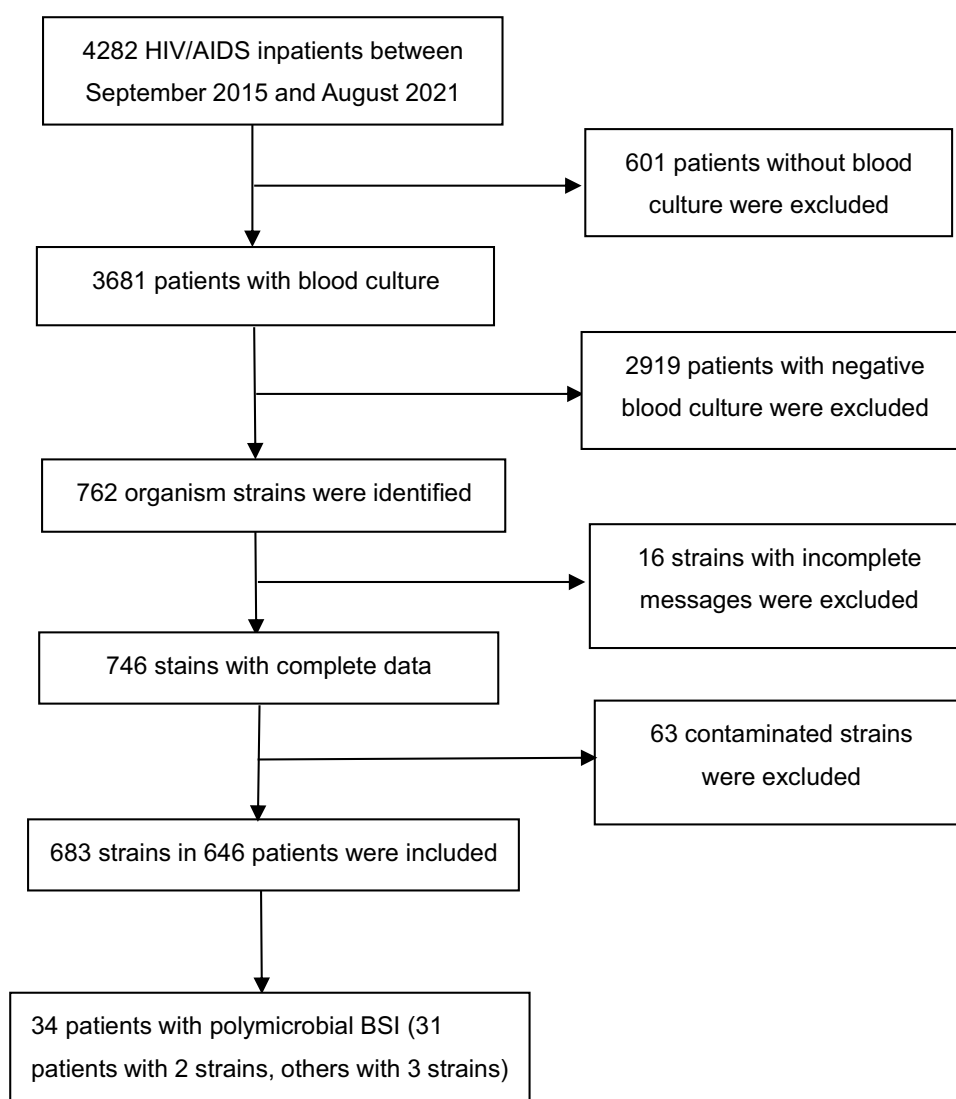 4282 HIV/AIDS inpatients between
September 2015 and August 2021
601 patients without blood
culture were excluded
3681 patients with blood culture
2919 patients with negative
blood culture were excluded
762 organism strains were identified
16 strains with incomplete
messages were excluded
746 stains with complete data
63 contaminated strains
were excluded
683 strains in 646 patients were included
34 patients with polymicrobial BSI (31
patients with 2 strains, others with 3 strains)